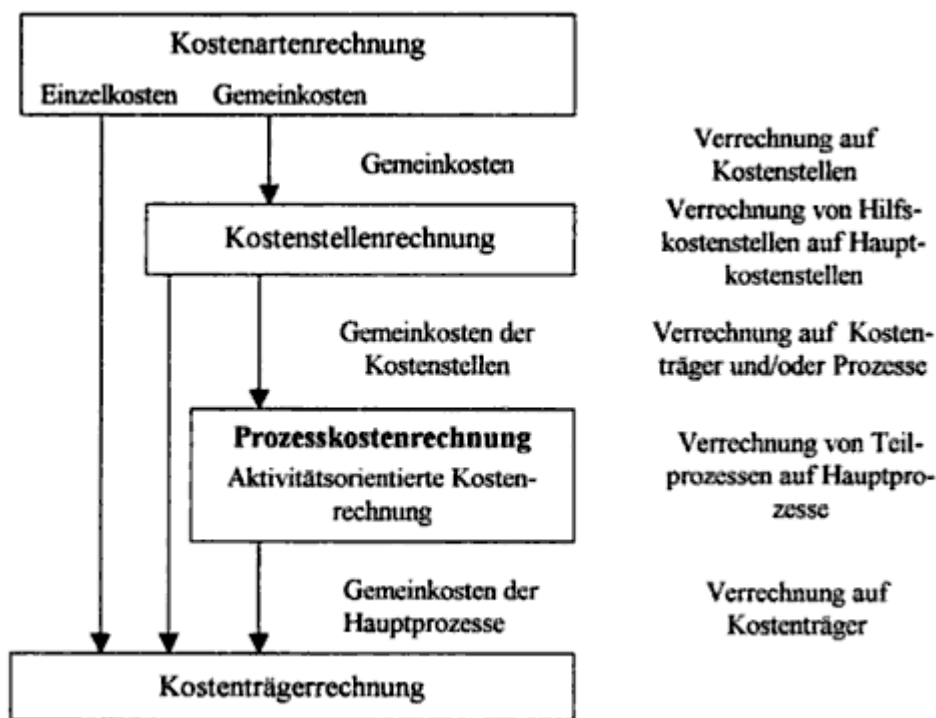 Kostenartenrechnung
Einzelkosten Gemeinkosten
Gemeinkosten
Verrechnung auf
Kostenstellen
Kostenstellenrechnung
Verrechnung von Hilfs-
kostenstellen auf Haupt-
kostenstellen
Gemeinkosten der
Kostenstellen
Verrechnung auf Kosten-
träger und/oder Prozesse
Prozesskostenrechnung
Aktivitätsorientierte Kosten-
rechnung
Verrechnung von Teil-
prozessen auf Hauptpro-
zesse
Gemeinkosten der
Hauptprozesse
Verrechnung auf
Kostenträger
Kostenträgerrechnung